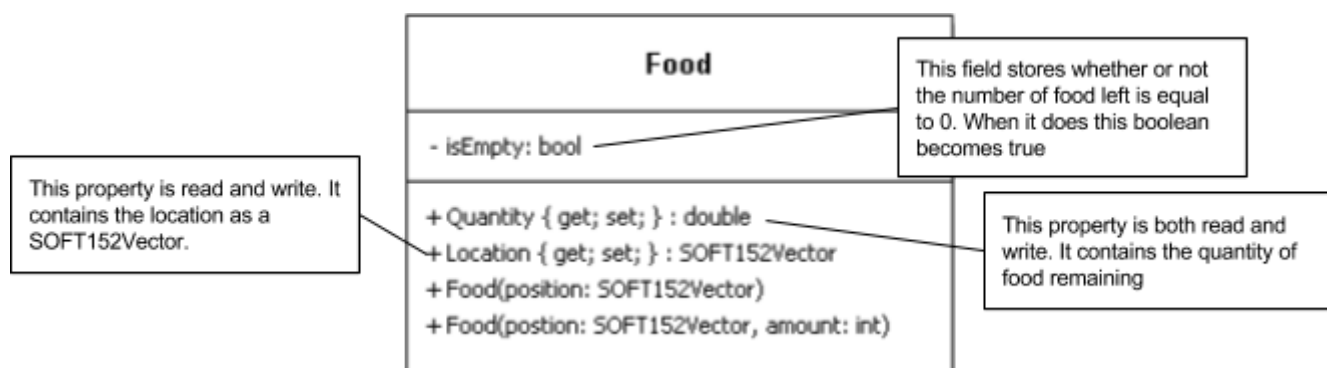 Food
This field stores whether or not
the number of food left is equal
to 0. When it does this boolean
becomes true
- isEmpty: bool
This property is read and write. It
contains the location as a
SOFT152Vector.
+ Quantity { get; set; } : double
+ Location { get; set; } : SOFT152Vector
+ Food(position: SOFT152Vector)
+ Food(postion: SOFT152Vector, amount: int)
This property is both read and
write. It contains the quantity of
food remaining